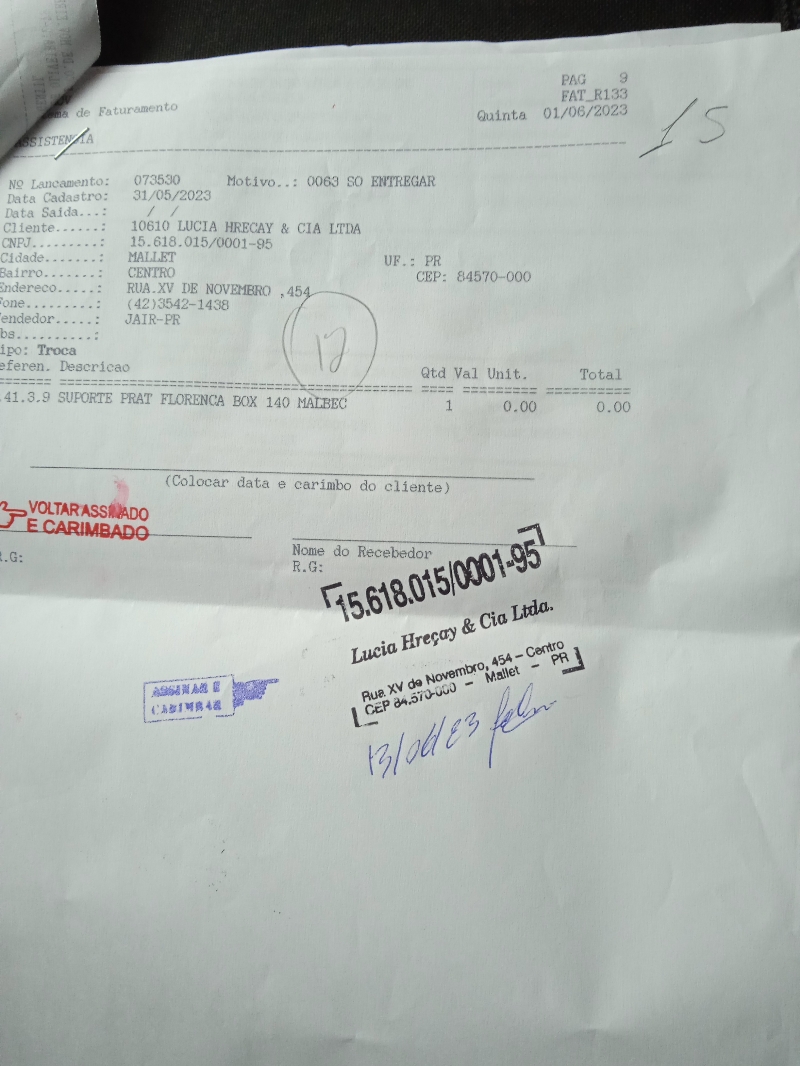 PAG 9
ema de Faturamento FAT_R133
Quinta 01/06/2023
15
ASSISTENCIA
Nº Lancamento: 073530 Motivo..: 0063 SO ENTREGAR
Data Cadastro: 31/05/2023
Data Saida...: / /
Cliente......: 10610 LUCIA HRECAY & CIA LTDA
CNPJ.........: 15.618.015/0001-95
Cidade.......: MALLET UF.: PR
Bairro.......: CENTRO CEP: 84570-000
Endereco.....: RUA.XV DE NOVEMBRO ,454
Fone.........: (42)3542-1438
endedor.....: JAIR-PR
bs..........:
ipo: Troca
12
eferen. Descricao Qtd Val Unit. Total
.41.3.9 SUPORTE PRAT FLORENCA BOX 140 MALBEC 1 0.00 0.00
(Colocar data e carimbo do cliente)
VOLTAR ASSINADO
E CARIMBADO
Nome do Recebedor
R.G:
R.G:
15.618.015/0001-95
Lucia Hreçay & Cia Ltda.
Rua XV de Novembro, 454 – Centro
CEP 84.570-000 – Mallet – PR
ASSINAR E
CARIMBAR
13/06/23